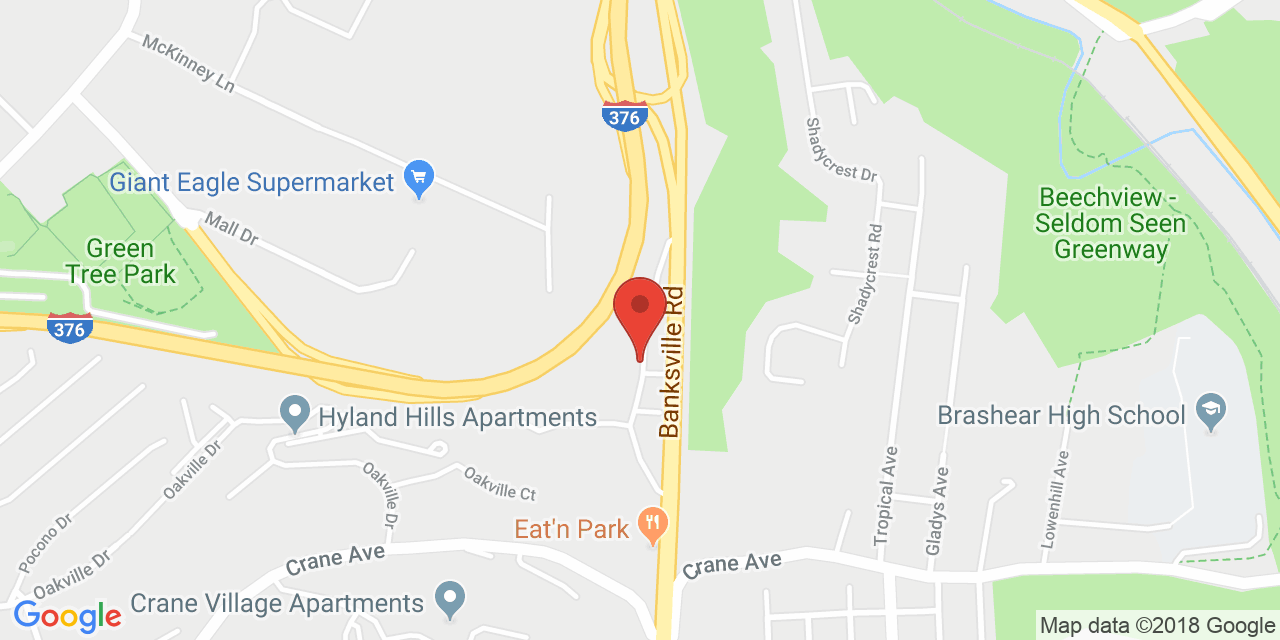 McKinney Ln
376
Shadycrest Dr
Giant Eagle Supermarket
Beechview -
Seldom Seen
Greenway
Mall Dr
Green
Tree Park
Shadycrest Rd
376
Banksville Rd
Hyland Hills Apartments
Brashear High School
Oakville Dr
Oakville Ct
Oakville Dr
Tropical Ave
Gladys Ave
Lowenhill Ave
Pocono Dr
Eat'n Park
Oakville Dr
Crane Ave
Crane Ave
Crane Village Apartments
Google
Map data ©2018 Google